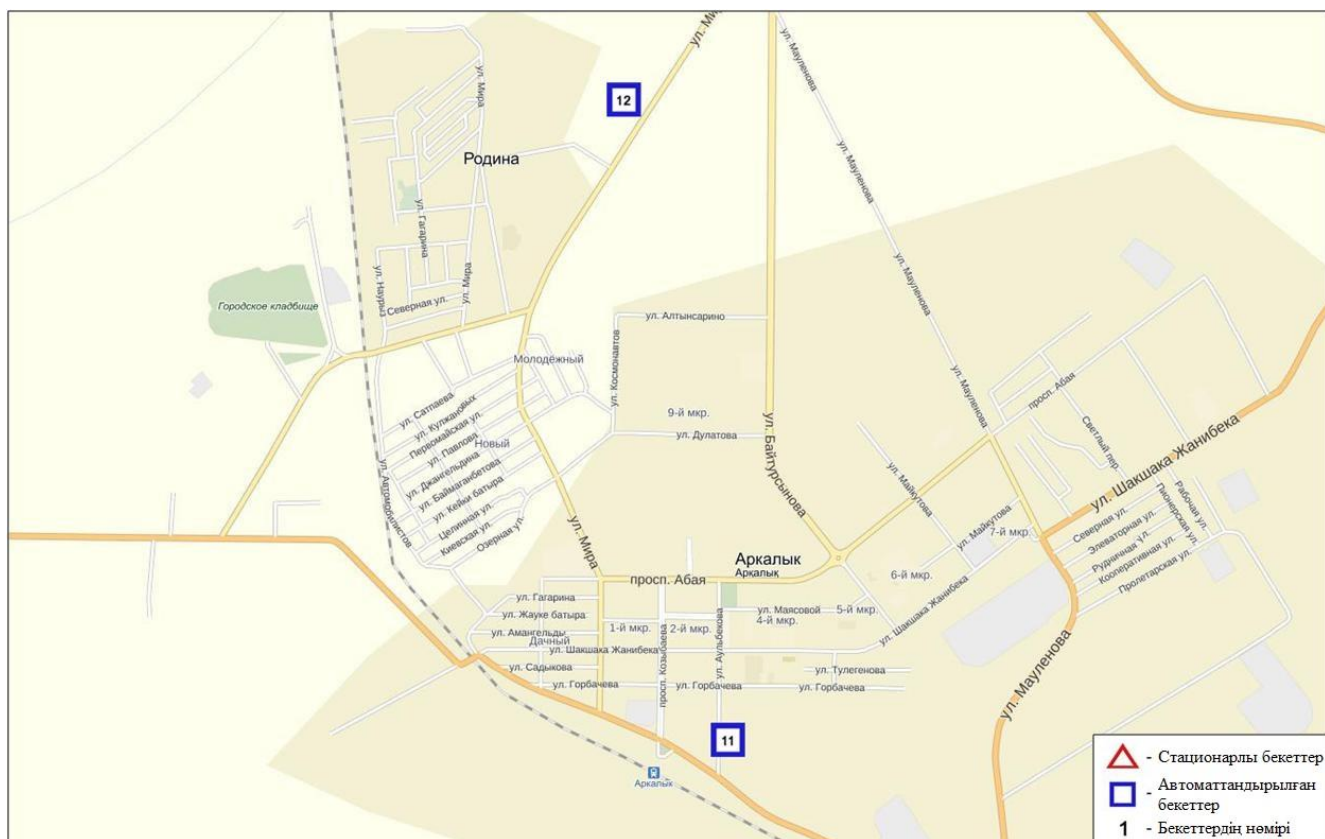 ул. Мира
ул. Мауленова
12
ул. Мира
Родина
ул. Мауленова
ул. Гагарина
ул. Наурыз
ул. Мира
ул. Мауленова
Городское кладбище
Северная ул.
ул. Алтынсарино
Молодёжный
ул. Космонавтов
ул. Мауленова
просп. Абая
ул. Сатпаева
ул. Кулжановых
Первомайская ул.
Новый
ул. Павлова
ул. Джангельдина
ул. Баймаганбетова
ул. Кейки батыра
Целинная ул.
Киевская ул.
Озерная ул.
ул. Автомобилистов
9-й мкр.
ул. Дулатова
ул. Байтурсынова
Светлый пер.
ул. Шакшака Жанибека
ул. Майкутова
ул. Майкутова
7-й мкр.
Северная ул.
Элеваторная ул.
Рудничная ул.
Кооперативная ул.
Пролетарская ул.
Пионерская ул.
Рабочая ул.
ул. Мира
Аркалык
Арқалық
просп. Абая
6-й мкр.
ул. Гагарина
ул. Жауке батыра
ул. Амангельды
Дачный
1-й мкр.
2-й мкр.
ул. Маясовой
4-й мкр.
5-й мкр.
ул. Шакшака Жанибека
ул. Шакшака Жанибека
просп. Козыбаева
ул. Аульбекова
ул. Садыкова
ул. Тулегенова
ул. Горбачева
ул. Горбачева
ул. Горбачева
ул. Мауленова
11
Аркалык
- Стационарлы бекеттер
- Автоматтандырылған
бекеттер
1 - Бекеттердің нөмірі